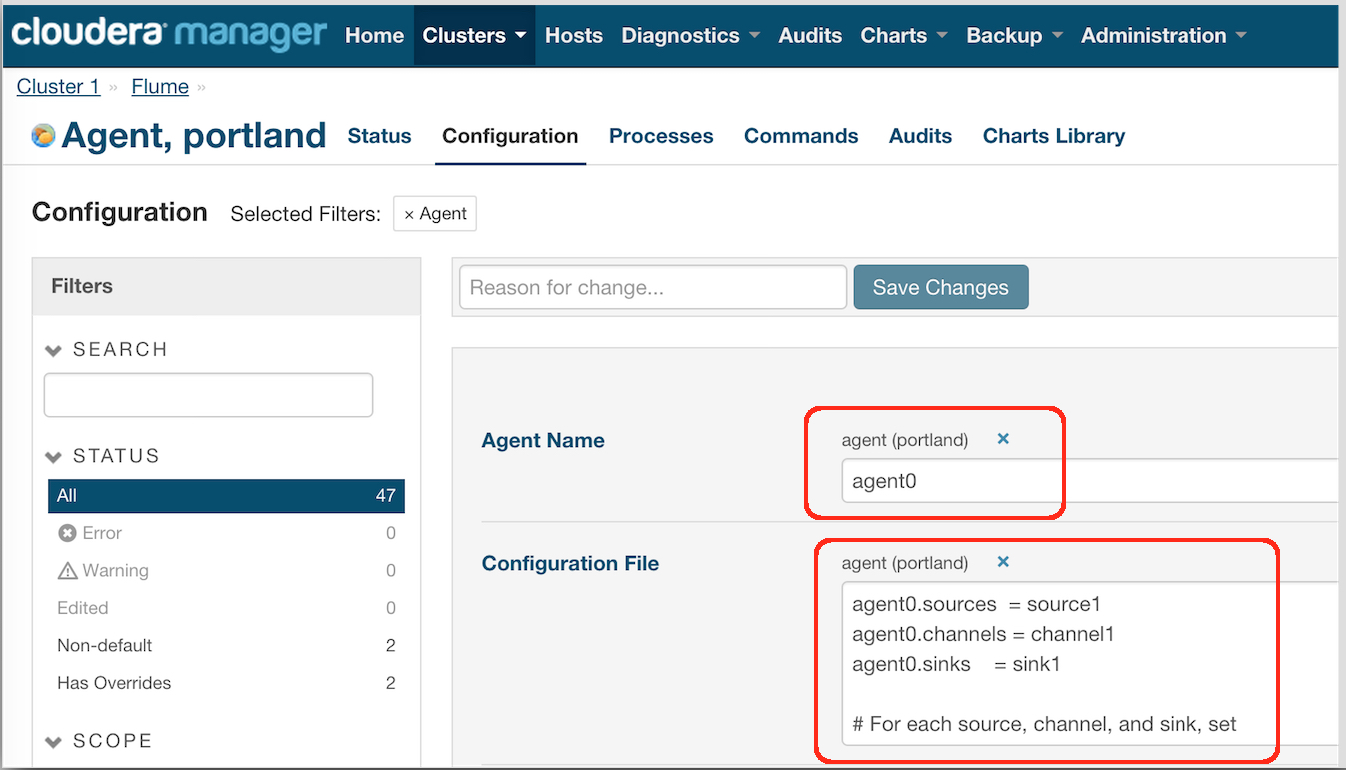 cloudera manager Home Clusters Hosts Diagnostics Audits Charts Backup Administration
Cluster 1 » Flume »
Agent, portland Status Configuration Processes Commands Audits Charts Library
Configuration Selected Filters: × Agent
Filters
Reason for change... Save Changes
SEARCH
STATUS
All 47
Error 0
Warning 0
Edited 0
Non-default 2
Has Overrides 2
SCOPE
Agent Name
agent (portland) ×
agent0
Configuration File
agent (portland) ×
agent0.sources = source1
agent0.channels = channel1
agent0.sinks = sink1
# For each source, channel, and sink, set